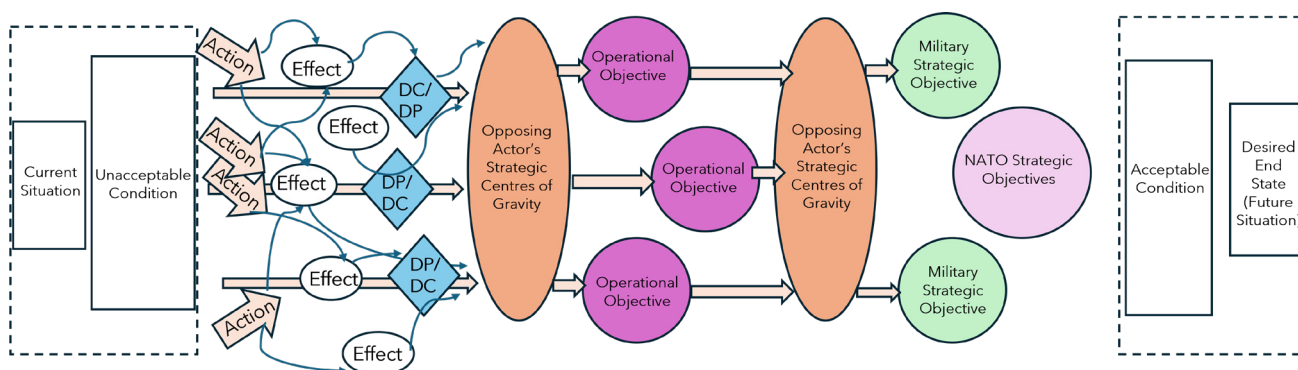 Current
Situation
Unacceptable
Condition
Action
Action
Action
Action
Effect
Effect
Effect
Effect
Effect
DC/
DP
DP/
DC
DP/
DC
Opposing
Actor's
Strategic
Centres of
Gravity
Operational
Objective
Operational
Objective
Operational
Objective
Opposing
Actor's
Strategic
Centres of
Gravity
Military
Strategic
Objective
NATO Strategic
Objectives
Military
Strategic
Objective
Acceptable
Condition
Desired
End
State
(Future
Situation)